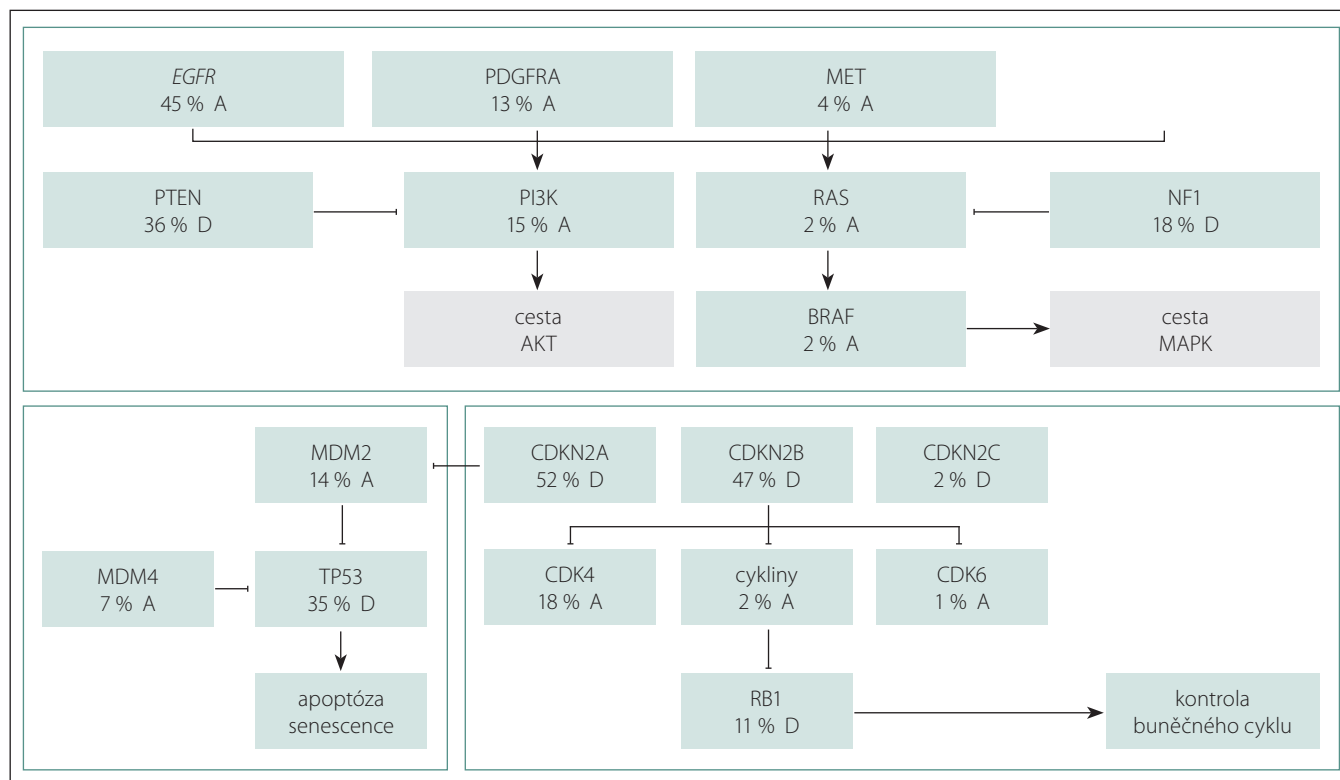 EGFR
45 % A
PDGFRA
13 % A
MET
4 % A
PTEN
36 % D
PI3K
15 % A
RAS
2 % A
NF1
18 % D
cesta
AKT
BRAF
2 % A
cesta
MAPK
MDM2
14 % A
MDM4
7 % A
TP53
35 % D
apoptóza
senescence
CDKN2A
52 % D
CDKN2B
47 % D
CDKN2C
2 % D
CDK4
18 % A
cykliny
2 % A
CDK6
1 % A
RB1
11 % D
kontrola
buněčného cyklu